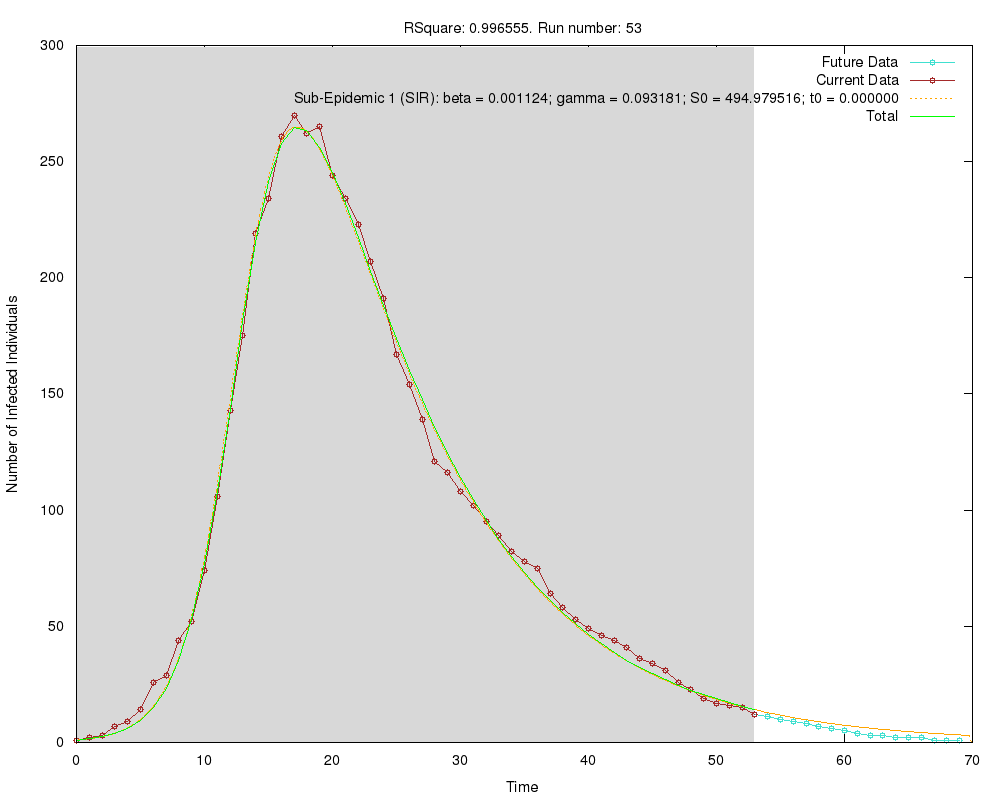 RSquare: 0.996555. Run number: 53
300
250
200
150
100
50
0
Number of Infected Individuals
Future Data
Current Data
Sub-Epidemic 1 (SIR): beta = 0.001124; gamma = 0.093181; S0 = 494.979516; t0 = 0.000000
Total
0 10 20 30 40 50 60 70
Time